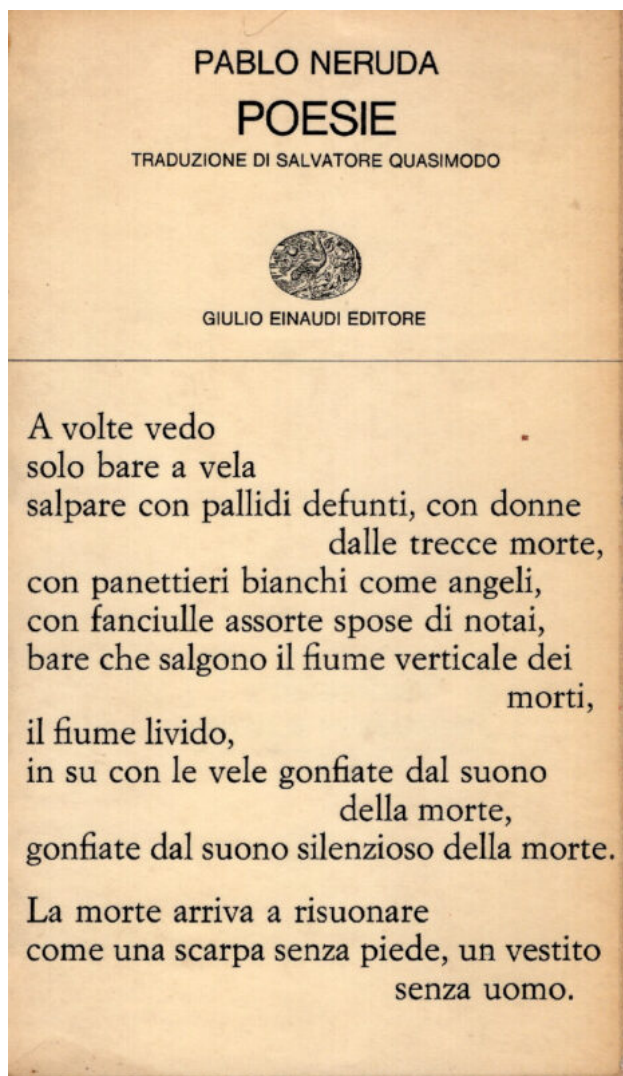 PABLO NERUDA
POESIE
TRADUZIONE DI SALVATORE QUASIMODO
GIULIO EINAUDI EDITORE
A volte vedo
solo bare a vela
salpare con pallidi defunti, con donne
dalle trecce morte,
con panettieri bianchi come angeli,
con fanciulle assorte spose di notai,
bare che salgono il fiume verticale dei
morti,
il fiume livido,
in su con le vele gonfiate dal suono
della morte,
gonfiate dal suono silenzioso della morte.
La morte arriva a risuonare
come una scarpa senza piede, un vestito
senza uomo.